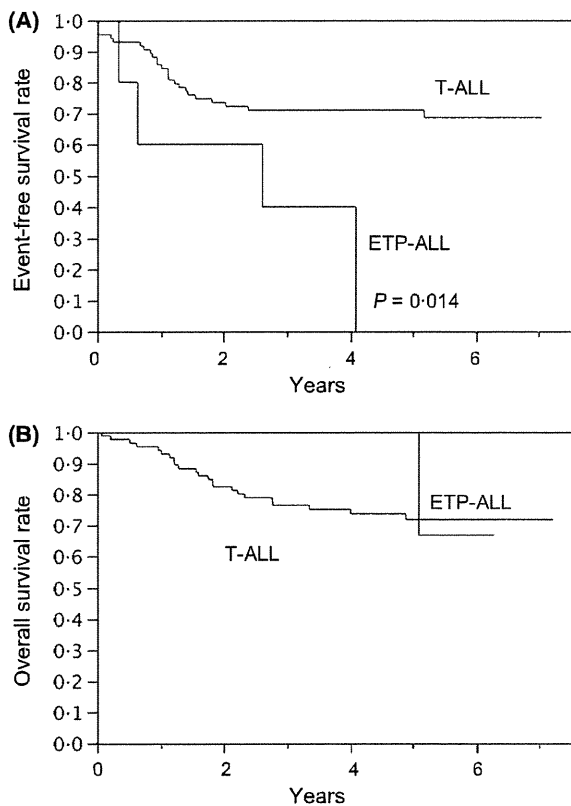 (A)
1·0
0·9
0·8
0·7
0·6
0·5
0·4
0·3
0·2
0·1
0·0
Event-free survival rate
T-ALL
ETP-ALL
P = 0·014
0 2 4 6
Years
(B)
1·0
0·9
0·8
0·7
0·6
0·5
0·4
0·3
0·2
0·1
0·0
Overall survival rate
ETP-ALL
T-ALL
0 2 4 6
Years